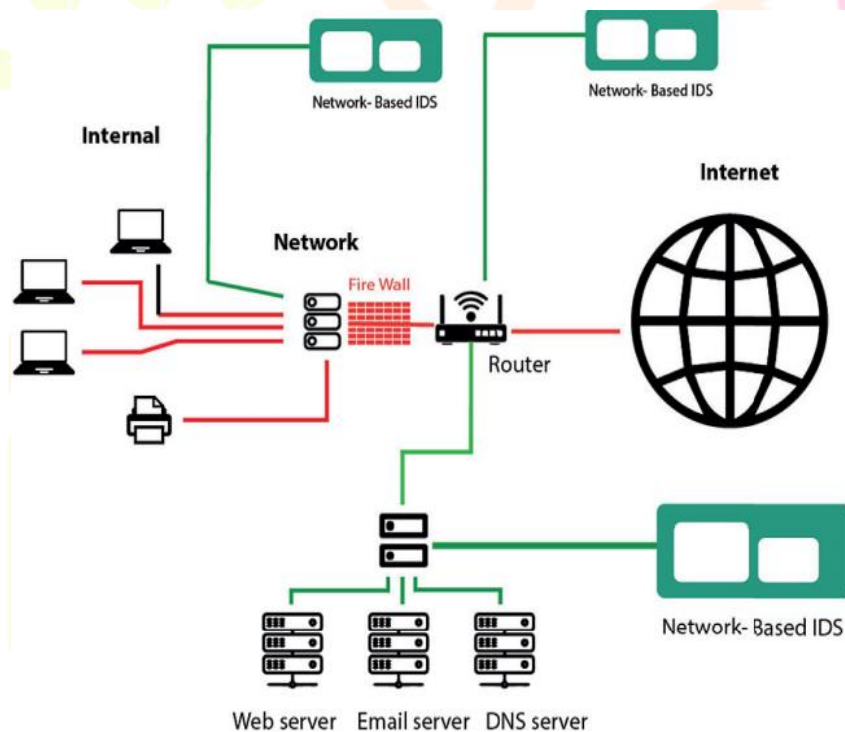 Network- Based IDS
Network- Based IDS
Internal
Internet
Network
Fire Wall
Router
Network- Based IDS
Web server
Email server
DNS server